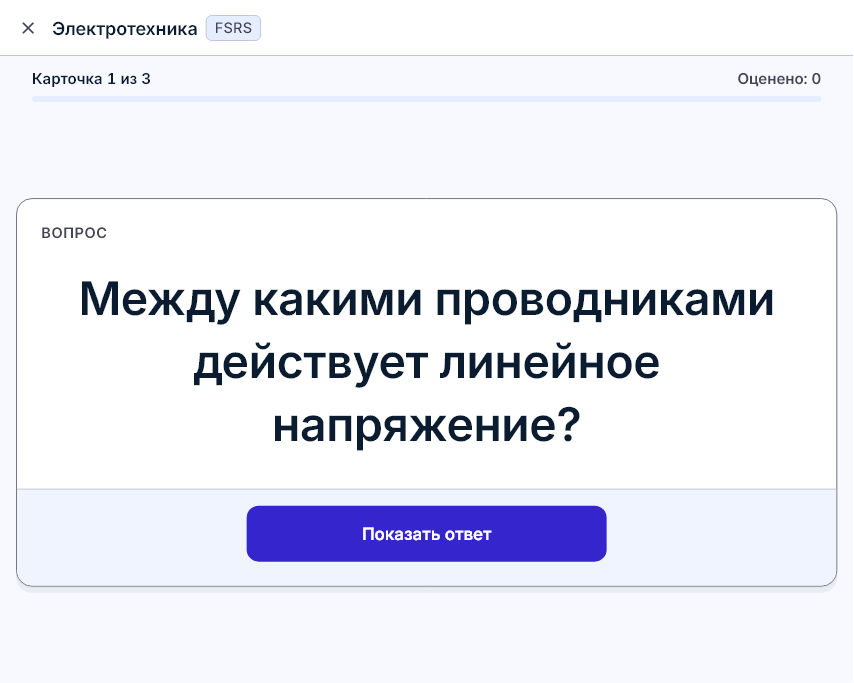 Электротехника FSRS
Карточка 1 из 3
Оценено: 0
ВОПРОС
Между какими проводниками
действует линейное
напряжение?
Показать ответ